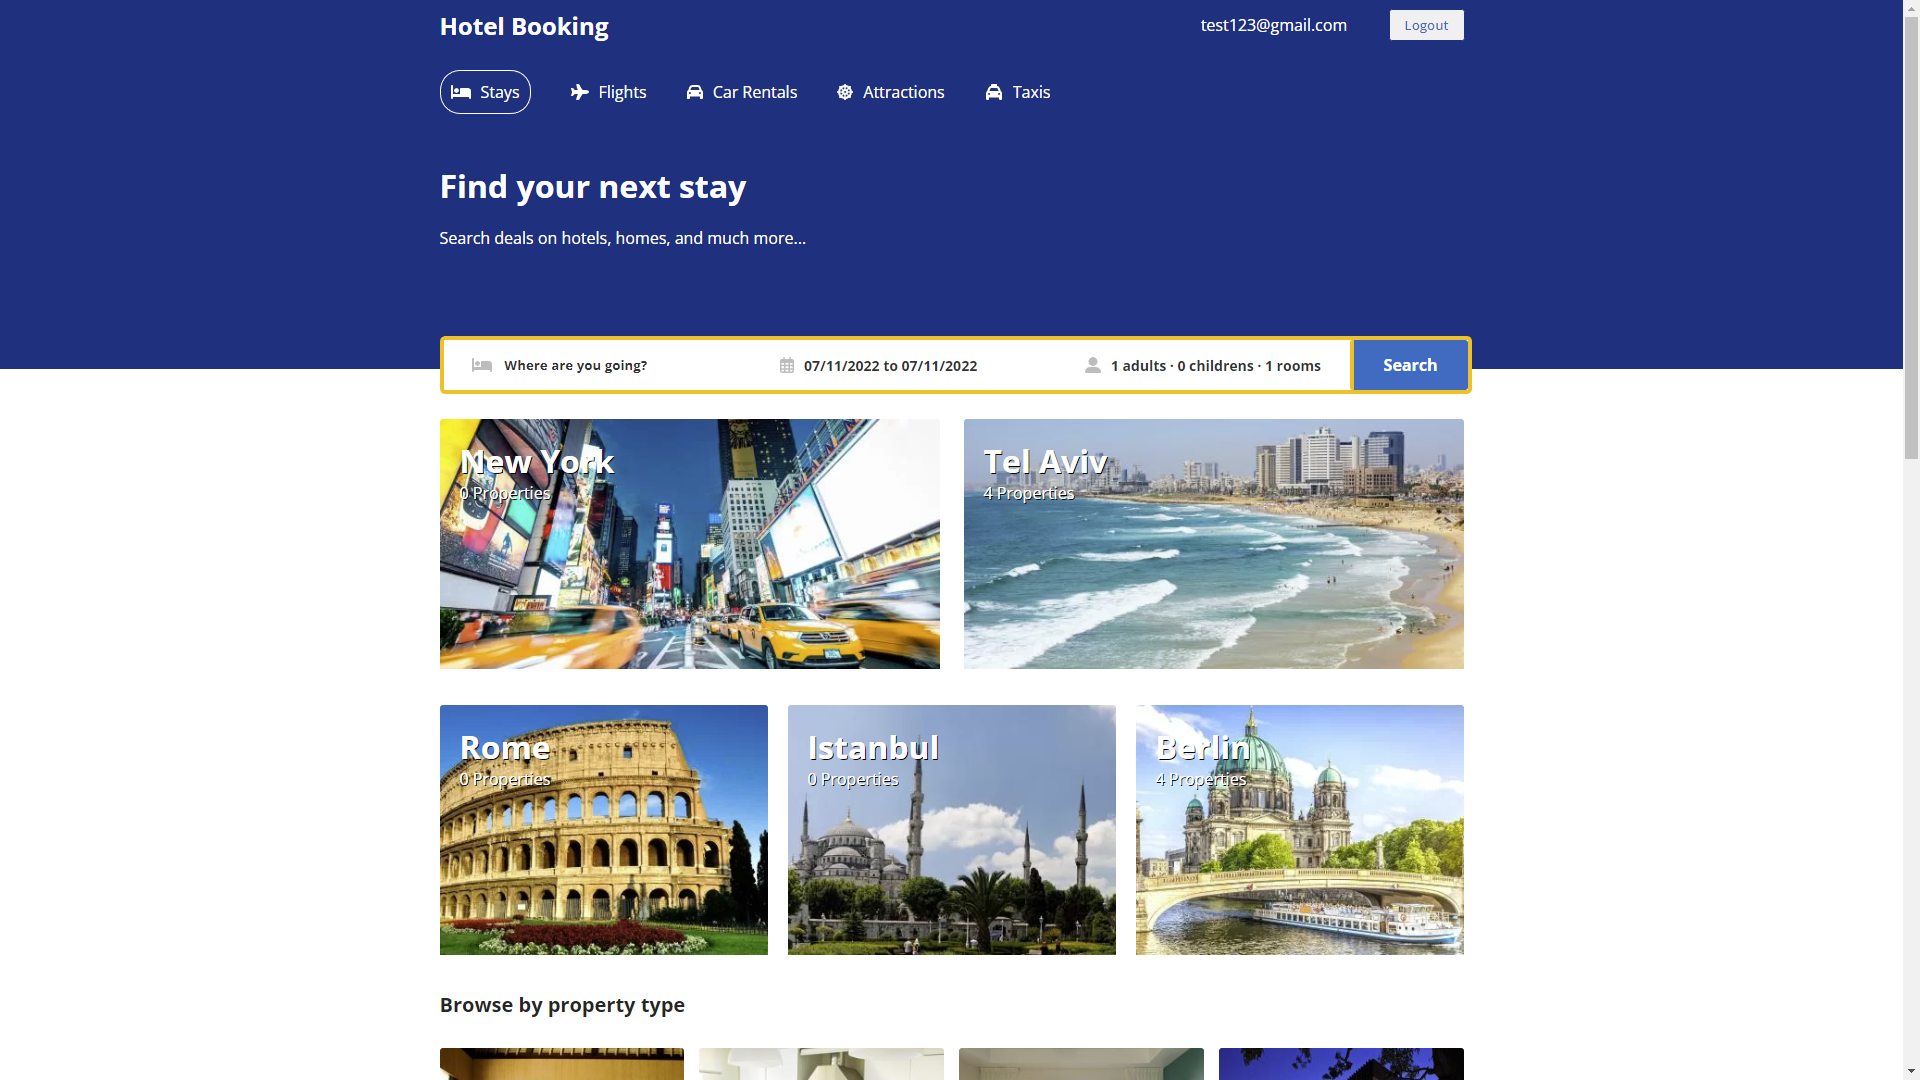 Hotel Booking
test123@gmail.com
Logout
Stays
Flights
Car Rentals
Attractions
Taxis
Find your next stay
Search deals on hotels, homes, and much more...
Where are you going?
07/11/2022 to 07/11/2022
1 adults · 0 childrens · 1 rooms
Search
New York
0 Properties
Tel Aviv
4 Properties
Rome
0 Properties
Istanbul
0 Properties
Berlin
4 Properties
Browse by property type